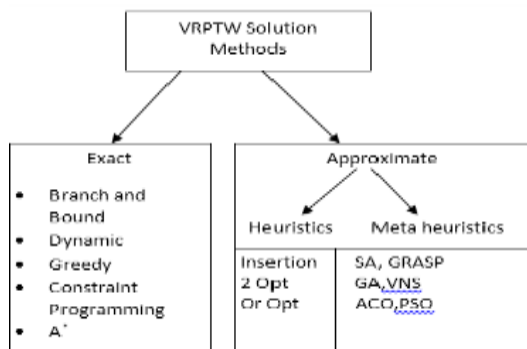 VRPTW Solution
Methods
Exact
• Branch and
Bound
• Dynamic
• Greedy
• Constraint
Programming
• A*
Approximate
Heuristics
Meta heuristics
Insertion
2 Opt
Or Opt
SA, GRASP
GA,VNS
ACO,PSO